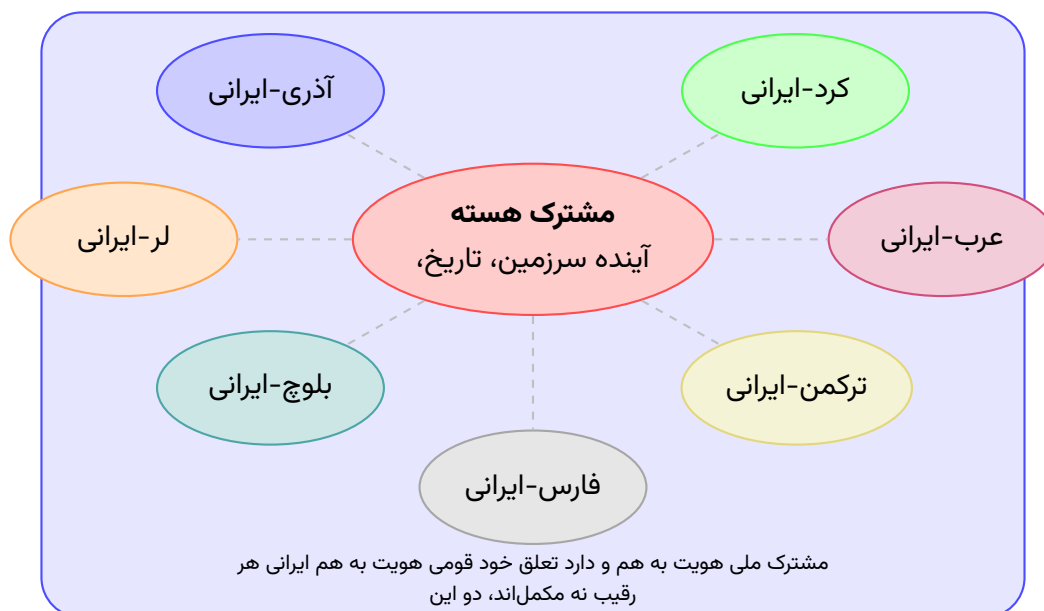 آذری-ایرانی
کرد-ایرانی
مشترک هسته
آینده سرزمین، تاریخ،
لر-ایرانی
عرب-ایرانی
بلوچ-ایرانی
ترکمن-ایرانی
فارس-ایرانی
مشترک ملی هویت به هم و دارد تعلق خود قومی هویت به هم ایرانی هر
رقیب نه مکمل‌اند، دو این